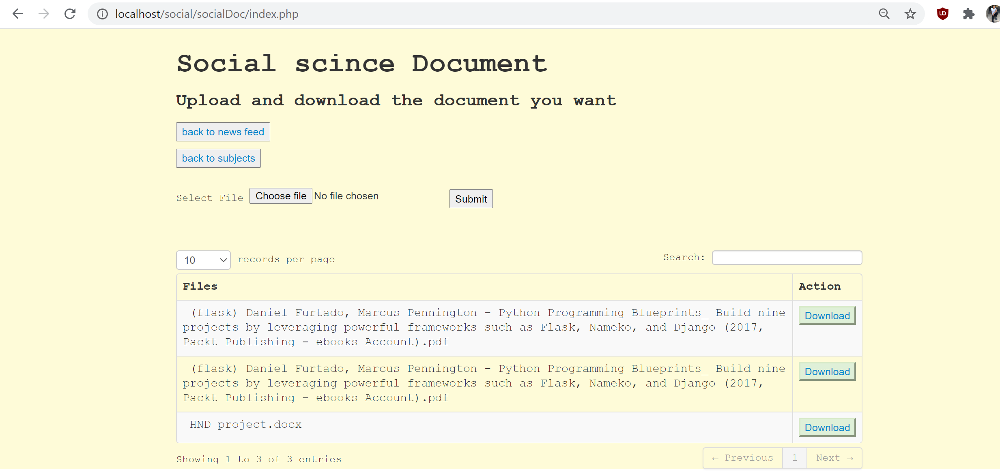 localhost/social/socialDoc/index.php
Social scince Document
Upload and download the document you want
back to news feed
back to subjects
Select File Choose file No file chosen Submit
10 records per page Search:
Files Action
(flask) Daniel Furtado, Marcus Pennington - Python Programming Blueprints_ Build nine Download
projects by leveraging powerful frameworks such as Flask, Nameko, and Django (2017,
Packt Publishing - ebooks Account).pdf
(flask) Daniel Furtado, Marcus Pennington - Python Programming Blueprints_ Build nine Download
projects by leveraging powerful frameworks such as Flask, Nameko, and Django (2017,
Packt Publishing - ebooks Account).pdf
HND project.docx Download
Showing 1 to 3 of 3 entries ← Previous 1 Next →